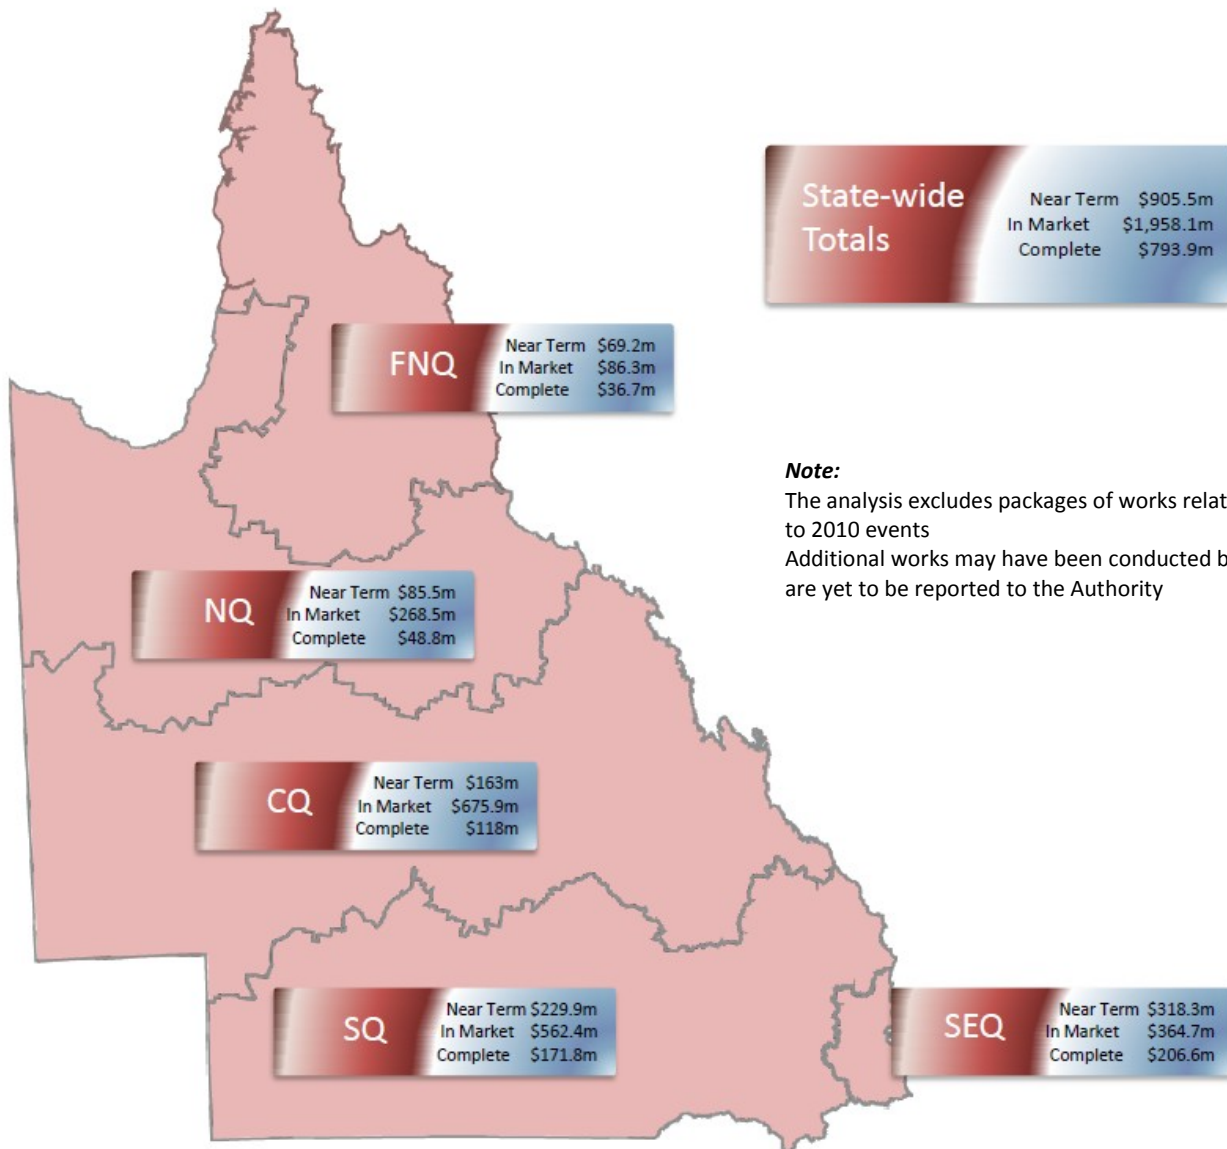 State-wide
Totals
Near Term $905.5m
In Market $1,958.1m
Complete $793.9m
FNQ
Near Term $69.2m
In Market $86.3m
Complete $36.7m
Note:
The analysis excludes packages of works relat
to 2010 events
Additional works may have been conducted b
are yet to be reported to the Authority
NQ
Near Term $85.5m
In Market $268.5m
Complete $48.8m
CQ
Near Term $163m
In Market $675.9m
Complete $118m
SQ
Near Term $229.9m
In Market $562.4m
Complete $171.8m
SEQ
Near Term $318.3m
In Market $364.7m
Complete $206.6m